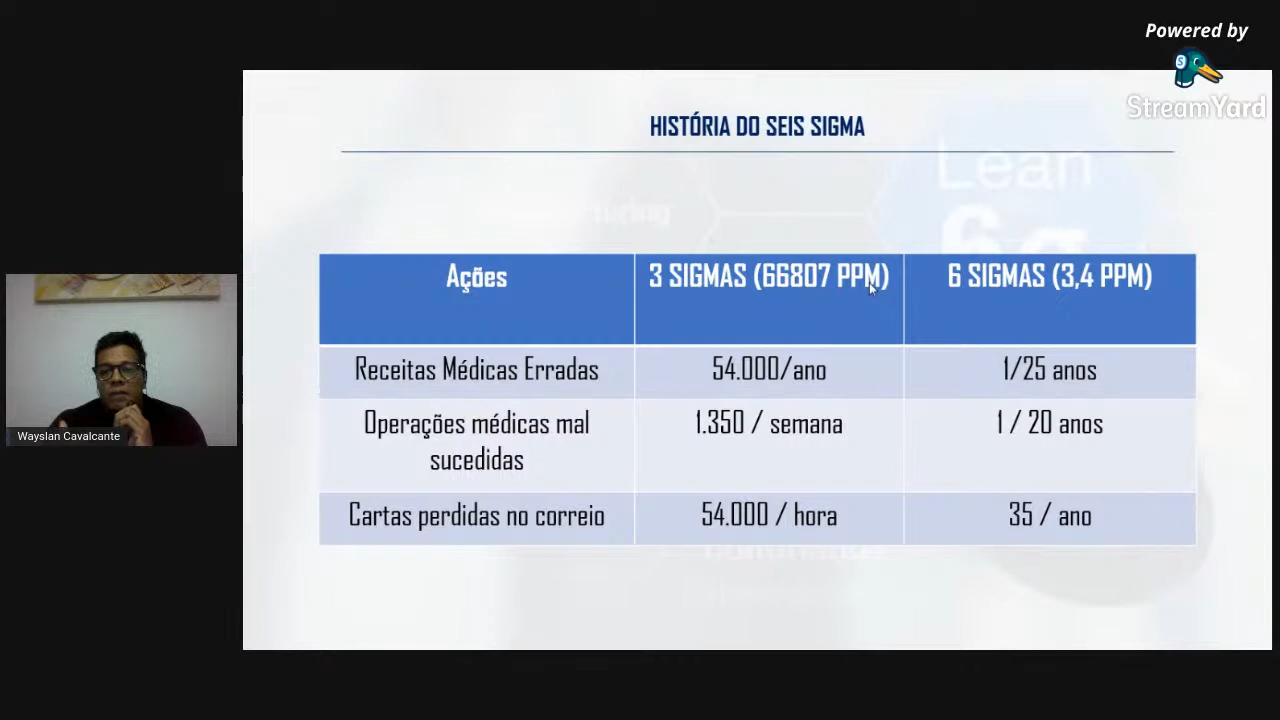 Powered by
StreamYard
HISTÓRIA DO SEIS SIGMA
Lean
6σ
Ações
3 SIGMAS (66807 PPM)
6 SIGMAS (3,4 PPM)
Receitas Médicas Erradas
54.000/ano
1/25 anos
Operações médicas mal
sucedidas
1.350 / semana
1 / 20 anos
Cartas perdidas no correio
54.000 / hora
35 / ano
Wayslan Cavalcante